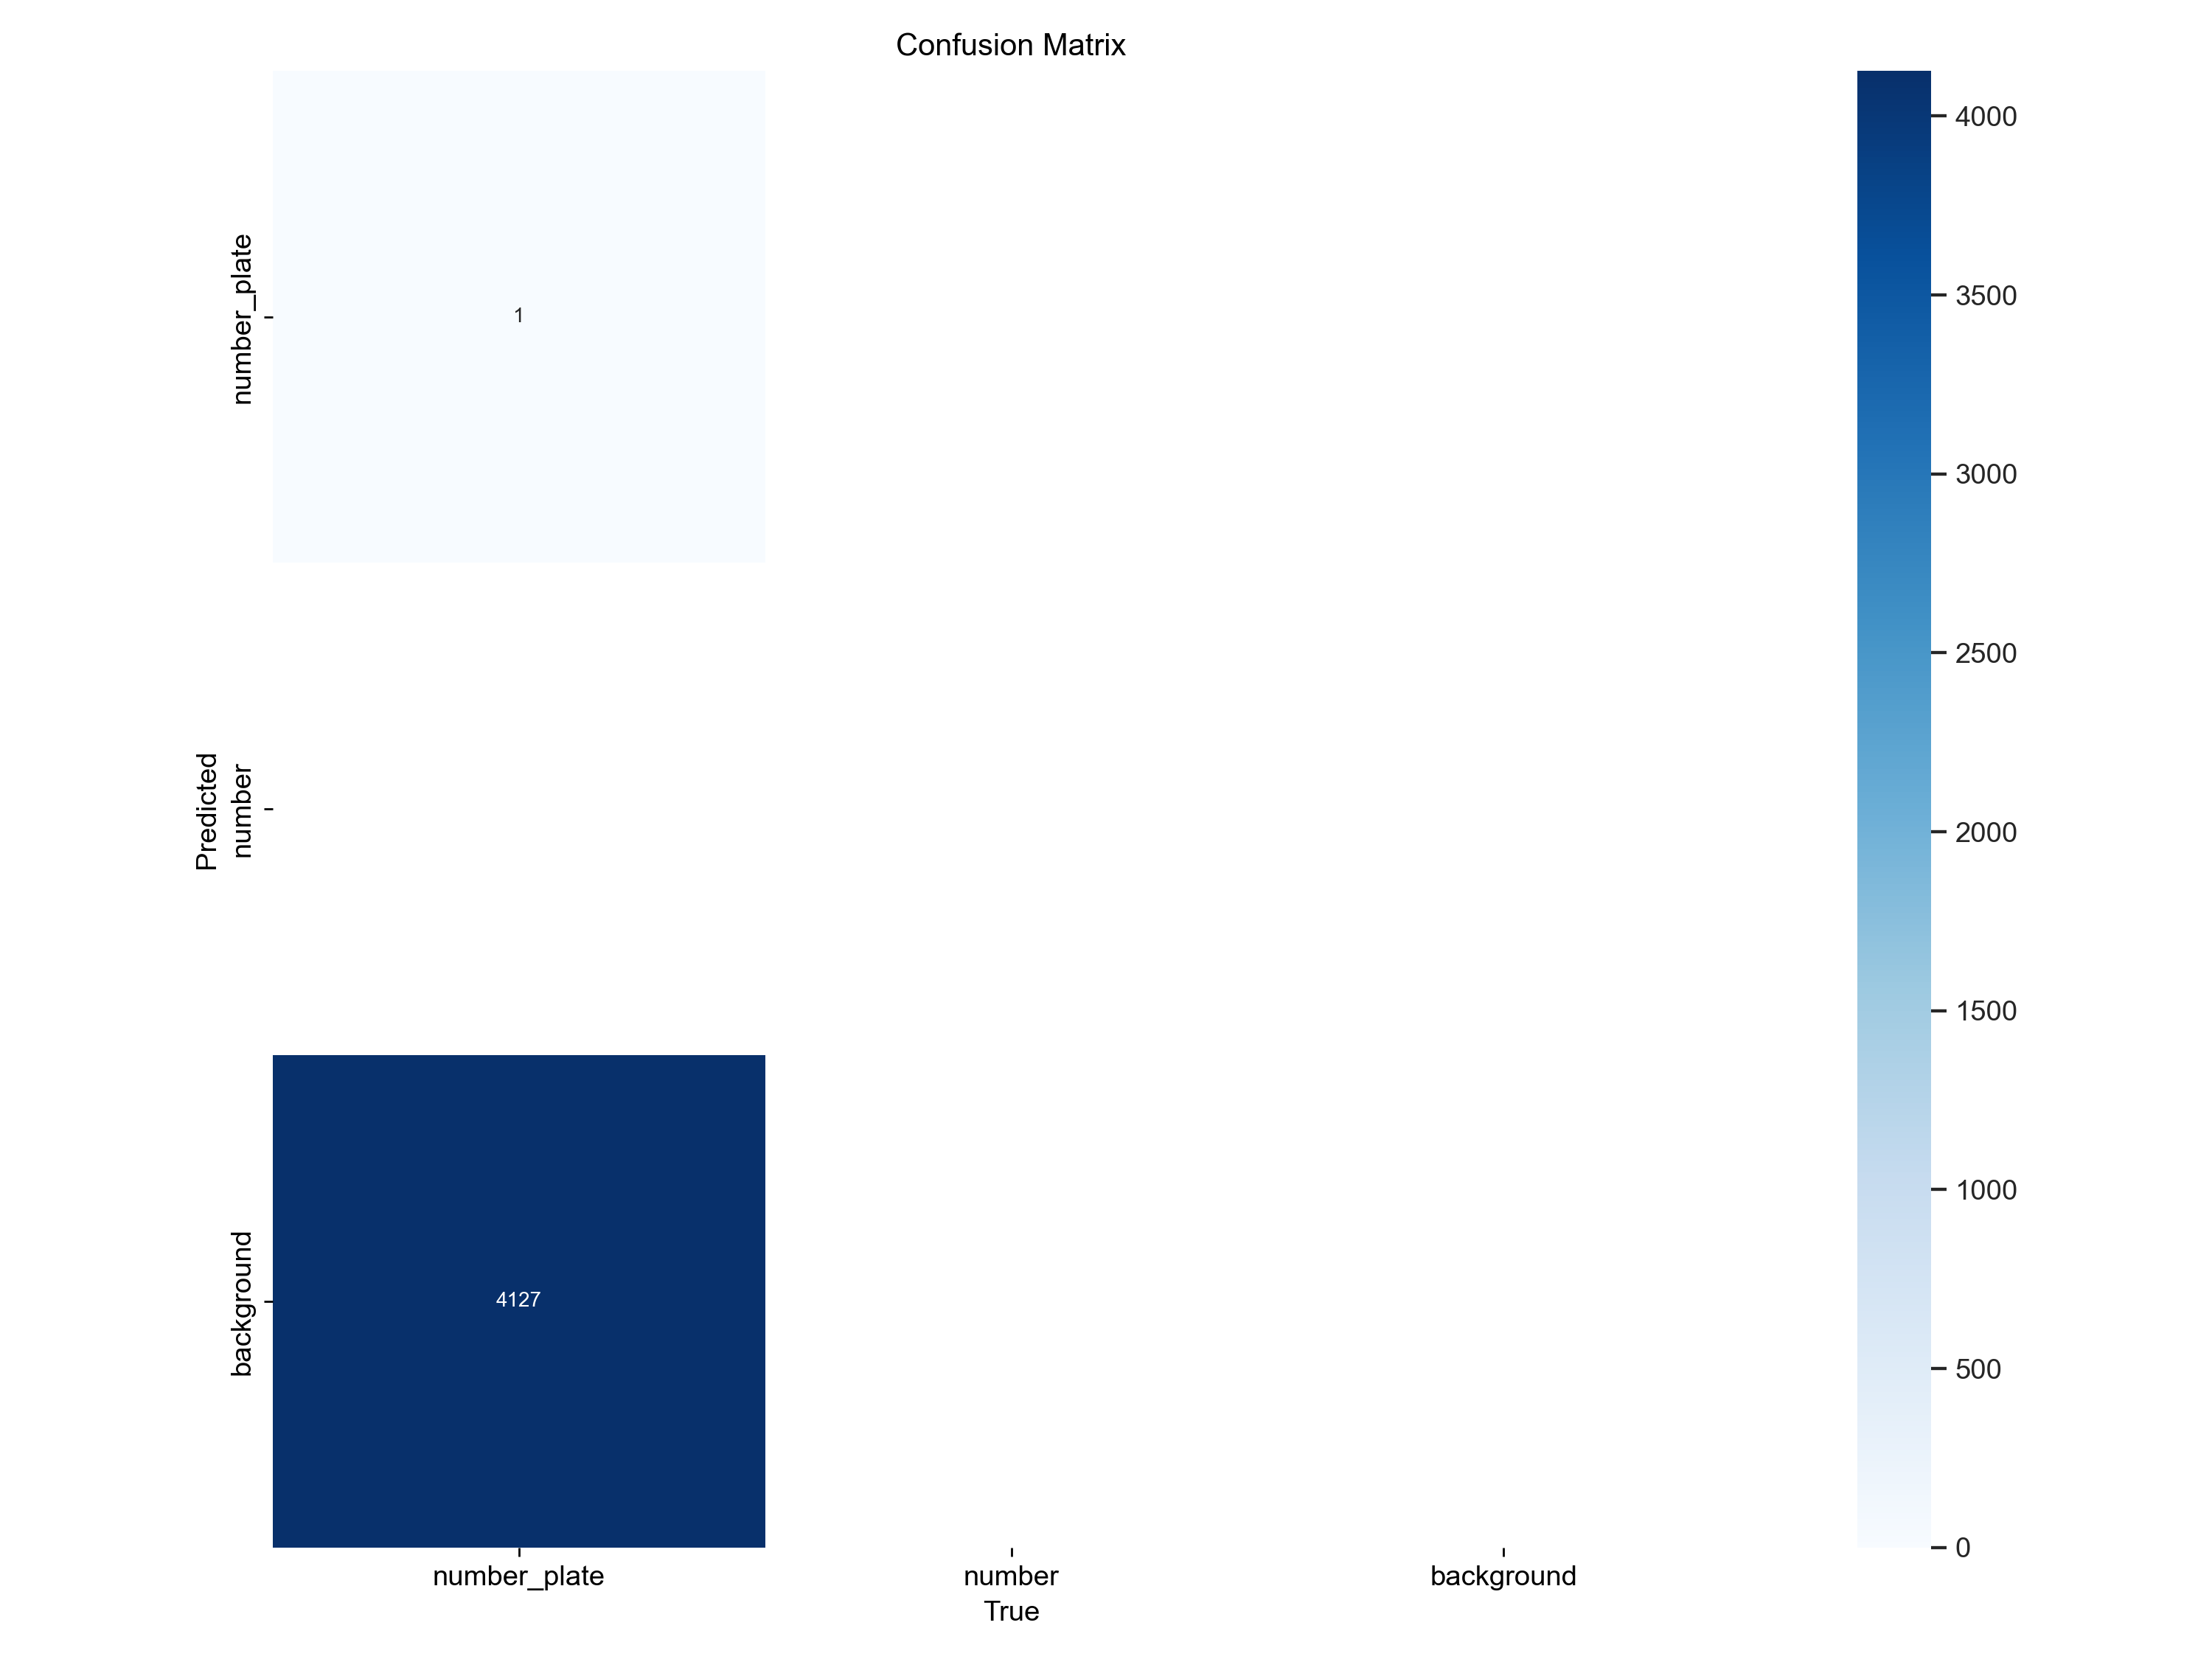 Confusion Matrix
number_plate
1
Predicted
number
background
4127
number_plate
number
background
True
4000
3500
3000
2500
2000
1500
1000
500
0